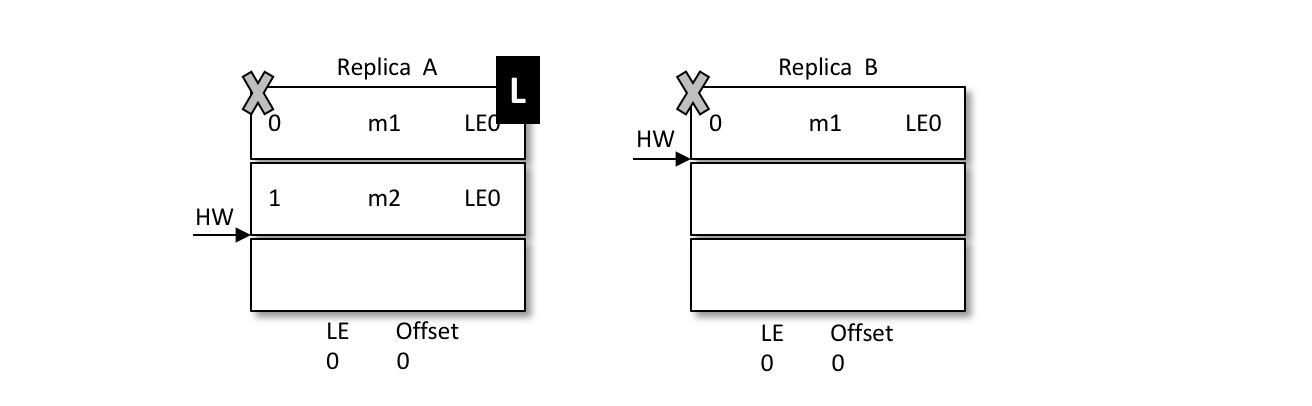 Replica A
L
0 m1 LE0
HW
1 m2 LE0
LE Offset
0 0
Replica B
0 m1 LE0
HW
LE Offset
0 0